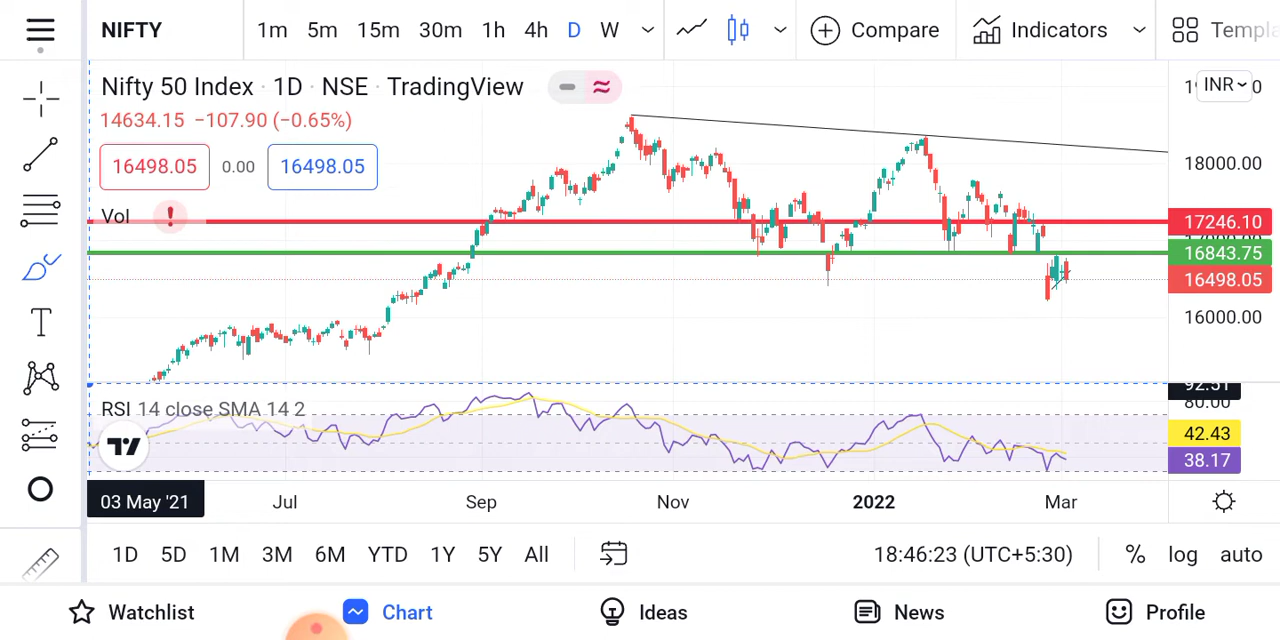 NIFTY 1m 5m 15m 30m 1h 4h D W Compare Indicators
Nifty 50 Index · 1D · NSE · TradingView
INR
14634.15 −107.90 (−0.65%)
16498.05 0.00 16498.05
18000.00
Vol
17246.10
16843.75
16498.05
16000.00
92.51
80.00
RSI 14 close SMA 14 2
42.43
38.17
03 May '21 Jul Sep Nov 2022 Mar
1D 5D 1M 3M 6M YTD 1Y 5Y All 18:46:23 (UTC+5:30) % log auto
Watchlist Chart Ideas News Profile